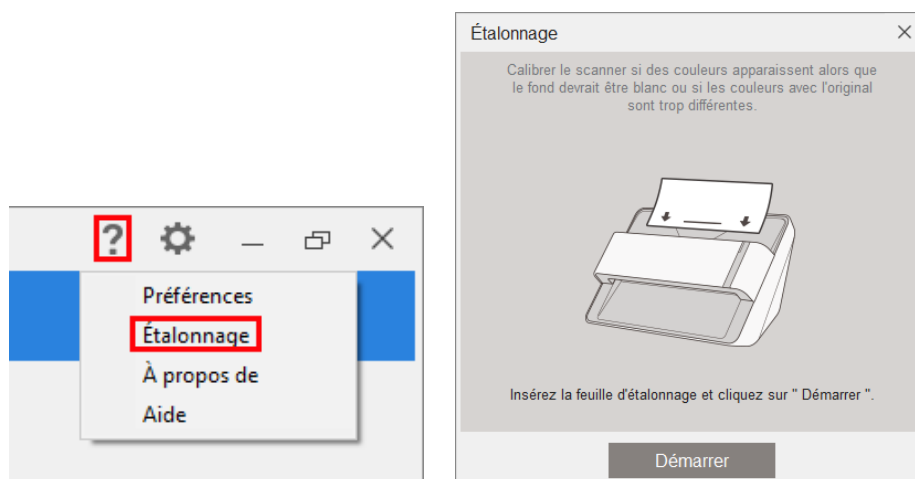 ?
Préférences
Étalonnage
À propos de
Aide
Étalonnage
Calibrer le scanner si des couleurs apparaissent alors que
le fond devrait être blanc ou si les couleurs avec l'original
sont trop différentes.
Insérez la feuille d'étalonnage et cliquez sur " Démarrer ".
Démarrer